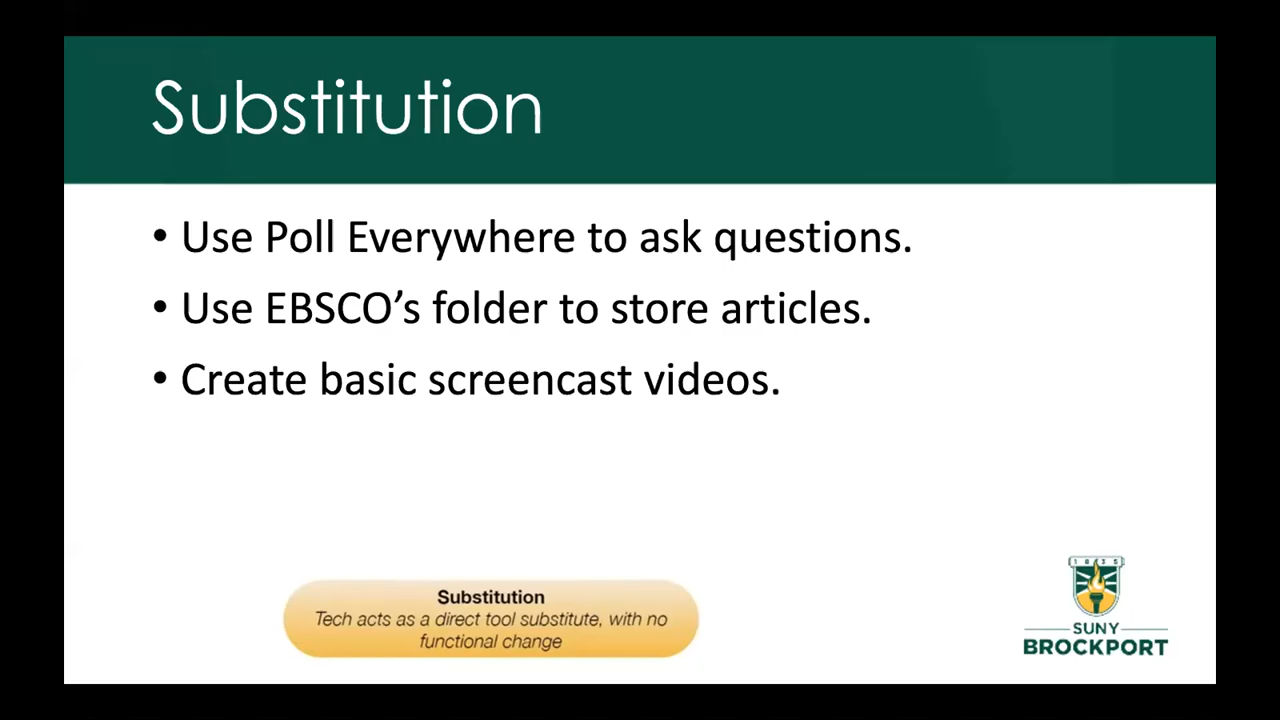 Substitution
• Use Poll Everywhere to ask questions.
• Use EBSCO’s folder to store articles.
• Create basic screencast videos.
Substitution
Tech acts as a direct tool substitute, with no
functional change
1835
SUNY
BROCKPORT